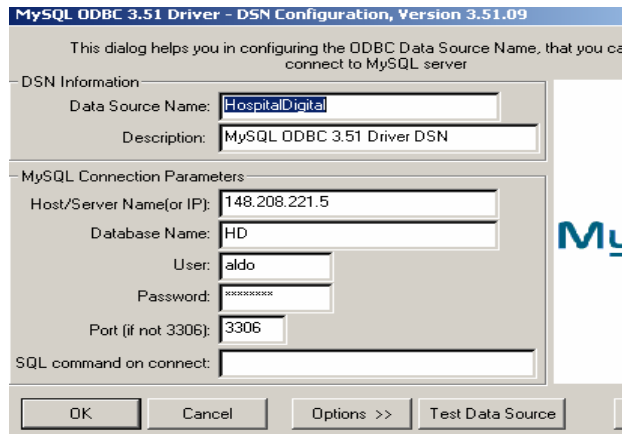 MySQL ODBC 3.51 Driver - DSN Configuration, Version 3.51.09
This dialog helps you in configuring the ODBC Data Source Name, that you ca
connect to MySQL server
DSN Information
Data Source Name: HospitalDigital
Description: MySQL ODBC 3.51 Driver DSN
MySQL Connection Parameters
Host/Server Name(or IP): 148.208.221.5
Database Name: HD
User: aldo
Password: ********
Port (if not 3306): 3306
SQL command on connect:
My
OK Cancel Options >> Test Data Source